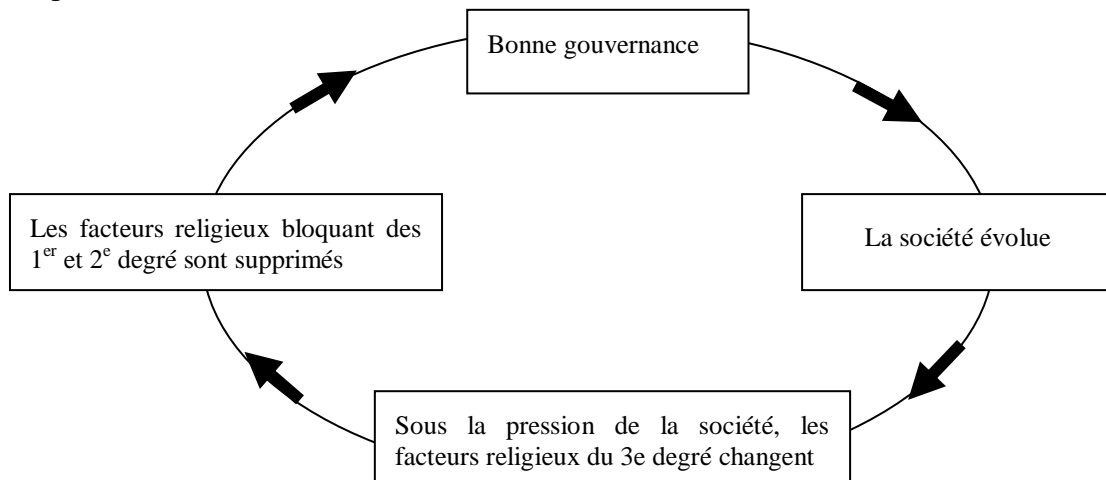 Bonne gouvernance
Les facteurs religieux bloquant des
1er et 2e degré sont supprimés
La société évolue
Sous la pression de la société, les
facteurs religieux du 3e degré changent